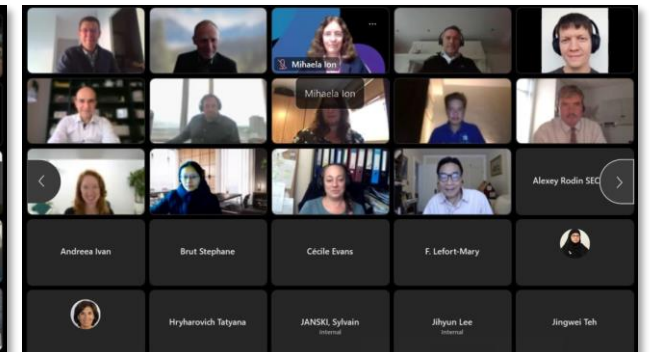 Mihaela Ion
Mihaela Ion
Alexey Rodin SEC
Andreea Ivan
Brut Stephane
Cécile Evans
F. Lefort-Mary
Hryharovich Tatyana
JANSKI, Sylvain
Internal
Jihyun Lee
Internal
Jingwei Teh